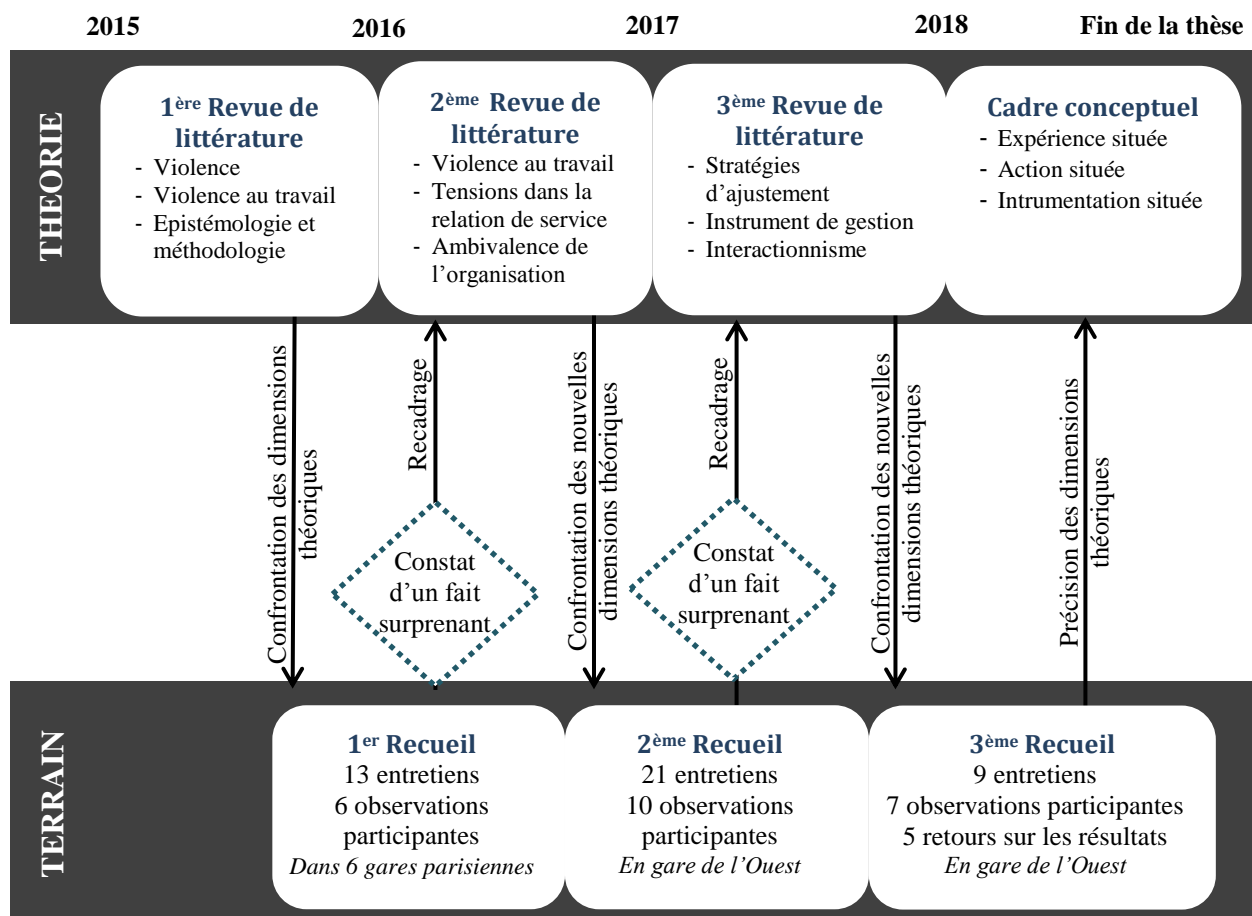 2015 2016 2017 2018 Fin de la thèse
THEORIE
1ère Revue de
littérature
- Violence
- Violence au travail
- Epistémologie et
méthodologie
2ème Revue de
littérature
- Violence au travail
- Tensions dans la
relation de service
- Ambivalence de
l’organisation
3ème Revue de
littérature
- Stratégies
d’ajustement
- Instrument de gestion
- Interactionnisme
Cadre conceptuel
- Expérience située
- Action située
- Intrumentation située
Confrontation des dimensions
théoriques
Recadrage
Constat
d’un fait
surprenant
Confrontation des nouvelles
dimensions théoriques
Recadrage
Constat
d’un fait
surprenant
Confrontation des nouvelles
dimensions théoriques
Précision des dimensions
théoriques
TERRAIN
1er Recueil
13 entretiens
6 observations
participantes
Dans 6 gares parisiennes
2ème Recueil
21 entretiens
10 observations
participantes
En gare de l’Ouest
3ème Recueil
9 entretiens
7 observations participantes
5 retours sur les résultats
En gare de l’Ouest